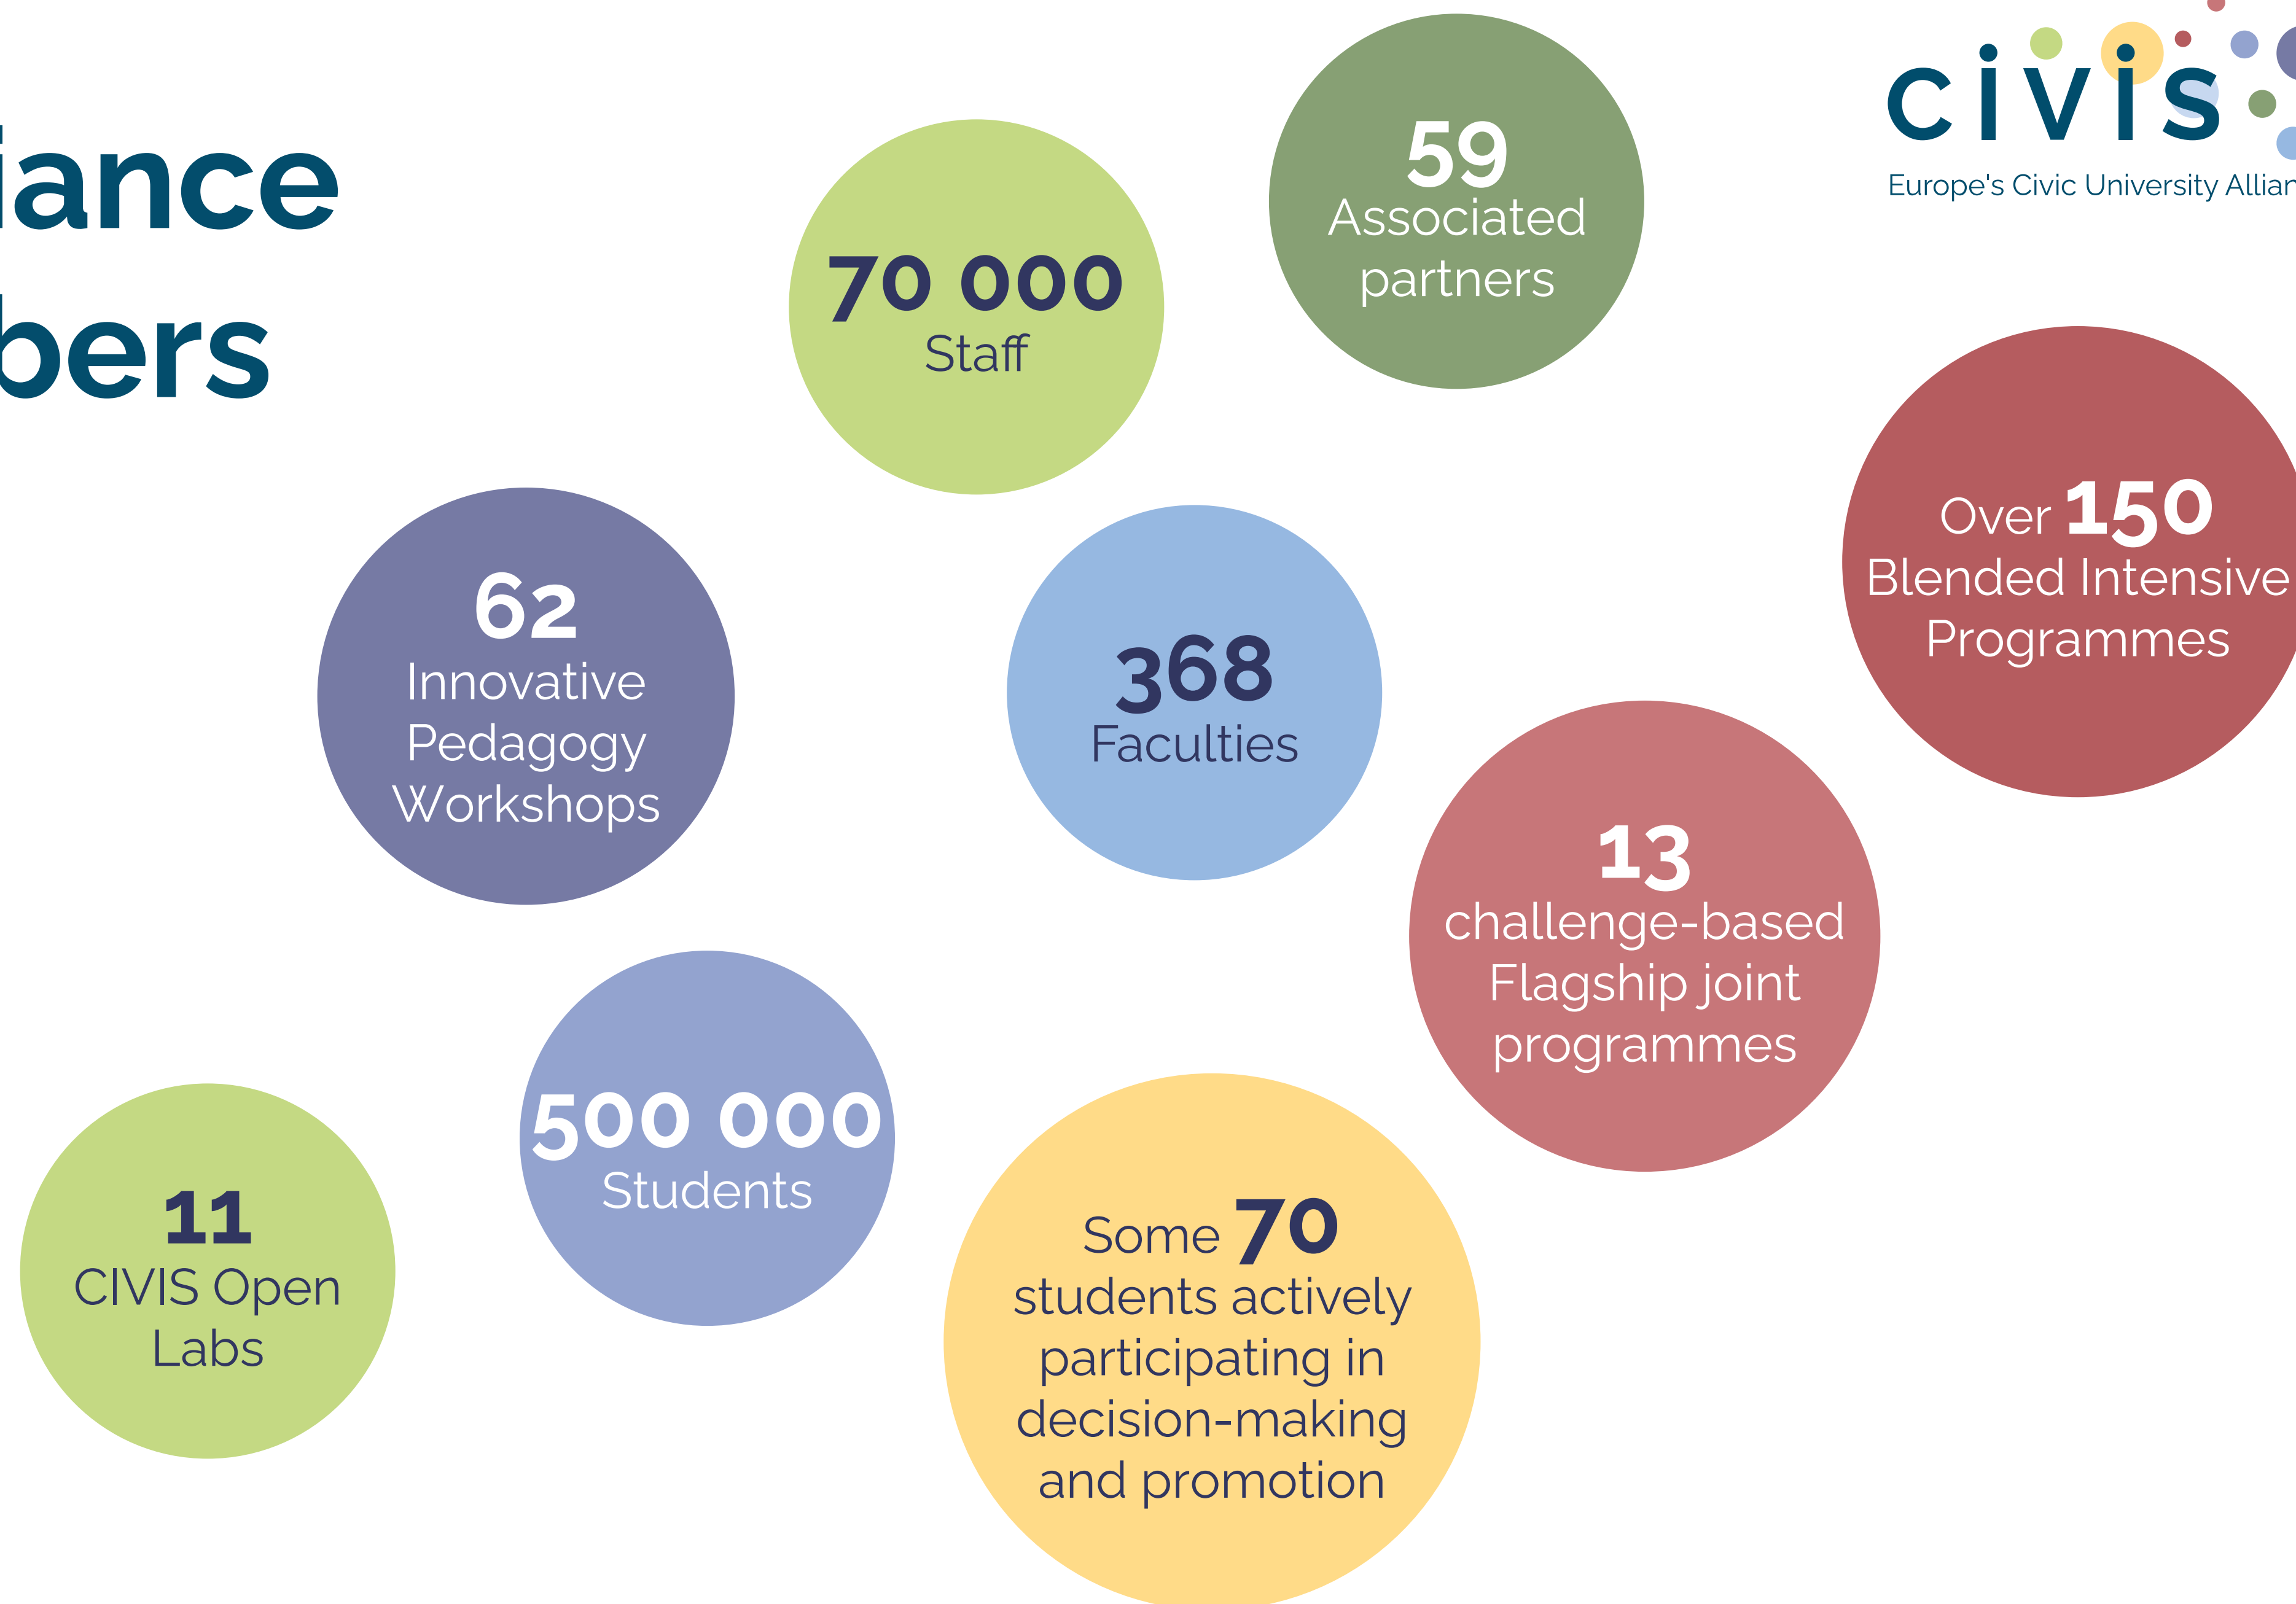 iance
bers
civis
Europe's Civic University Allian
59
Associated
partners
70 000
Staff
Over 150
Blended Intensive
Programmes
62
Innovative
Pedagogy
Workshops
368
Faculties
13
challenge-based
Flagship joint
programmes
500 000
Students
11
CIVIS Open
Labs
Some 70
students actively
participating in
decision-making
and promotion